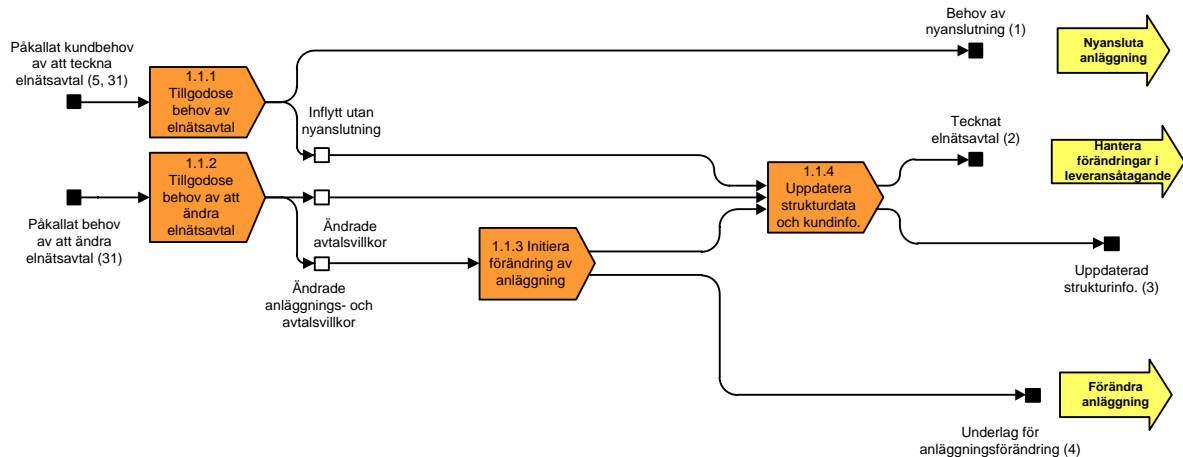 Påkallat kundbehov
av att teckna
elnätsavtal (5, 31)
1.1.1
Tillgodose
behov av
elnätsavtal
Behov av
nyanslutning (1)
Nyansluta
anläggning
Inflytt utan
nyanslutning
Tecknat
elnätsavtal (2)
Hantera
förändringar i
leveransåtagande
1.1.2
Tillgodose
behov av att
ändra
elnätsavtal
1.1.4
Uppdatera
strukturdata
och kundinfo.
Påkallat behov
av att ändra
elnätsavtal (31)
Ändrade
avtalsvillkor
1.1.3 Initiera
förändring av
anläggning
Uppdaterad
strukturinfo. (3)
Ändrade
anläggnings- och
avtalsvillkor
Förändra
anläggning
Underlag för
anläggningsförändring (4)